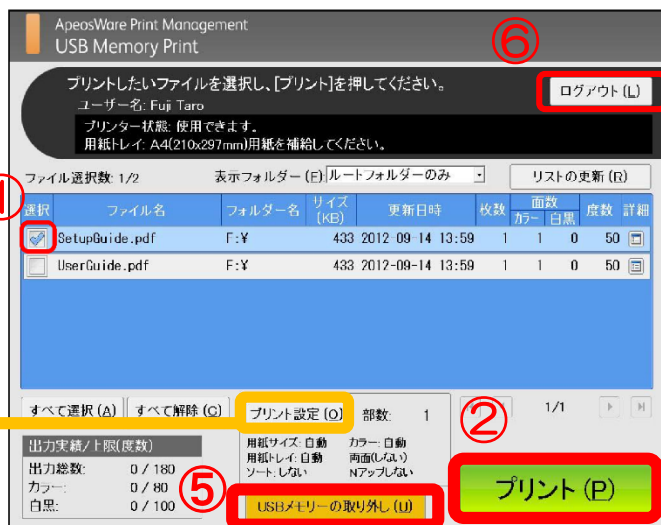 ApeosWare Print Management
USB Memory Print
⑥
プリントしたいファイルを選択し、[プリント]を押してください。
ログアウト(L)
ユーザー名: Fuji Taro
プリンター状態: 使用できます。
用紙トレイ: A4(210x297mm)用紙を補給してください。
ファイル選択数: 1/2 表示フォルダー(F): ルートフォルダーのみ リストの更新(R)
選択 ファイル名 フォルダー名 サイズ(KB) 更新日時 枚数 面数 カラー 白黒 度数 詳細
SetupGuide.pdf F:¥ 433 2012-09-14 13:59 1 1 0 50
UserGuide.pdf F:¥ 433 2012-09-14 13:59 1 1 0 50
すべて選択(A) すべて解除(C) プリント設定(O) 部数: 1 ② 1/1
出力実績/上限(度数)
出力総数: 0 / 180
カラー: 0 / 80
白黒: 0 / 100
用紙サイズ: 自動 カラー: 自動
用紙トレイ: 自動 両面(しない)
ソート: しない Nアップ(しない)
⑤
USBメモリーの取り外し(U)
プリント(P)